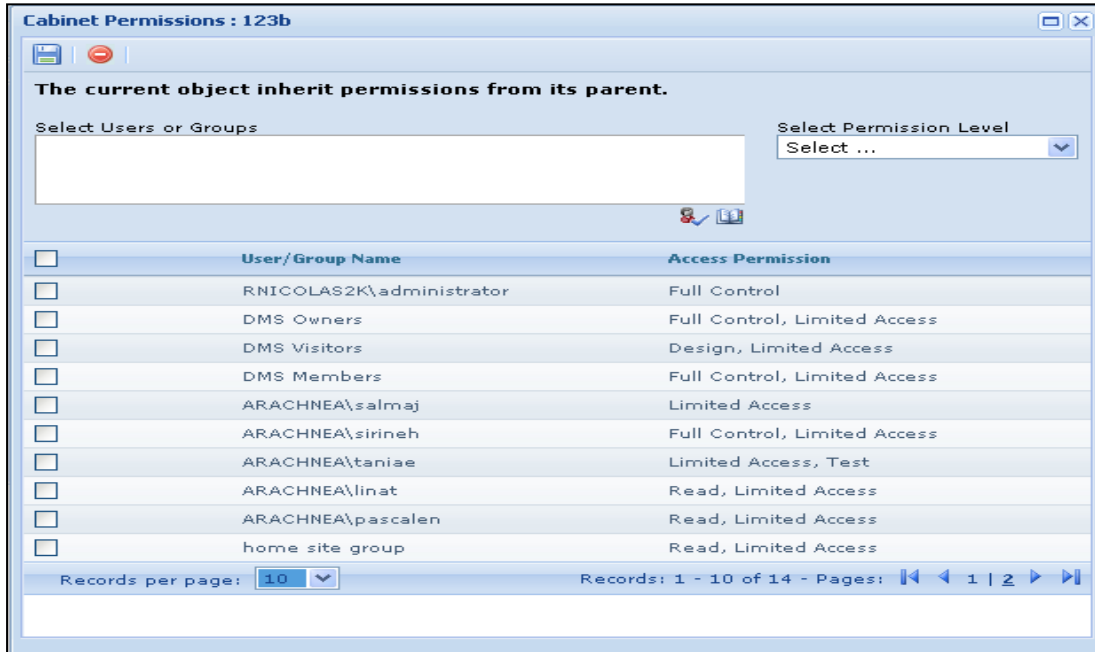 Cabinet Permissions : 123b
The current object inherit permissions from its parent.
Select Users or Groups
Select Permission Level
Select ...
User/Group Name Access Permission
RNICOLAS2K\administrator Full Control
DMS Owners Full Control, Limited Access
DMS Visitors Design, Limited Access
DMS Members Full Control, Limited Access
ARACHNEA\salmaj Limited Access
ARACHNEA\sirineh Full Control, Limited Access
ARACHNEA\taniae Limited Access, Test
ARACHNEA\linat Read, Limited Access
ARACHNEA\pascalen Read, Limited Access
home site group Read, Limited Access
Records per page: 10 Records: 1 - 10 of 14 - Pages: 1 | 2